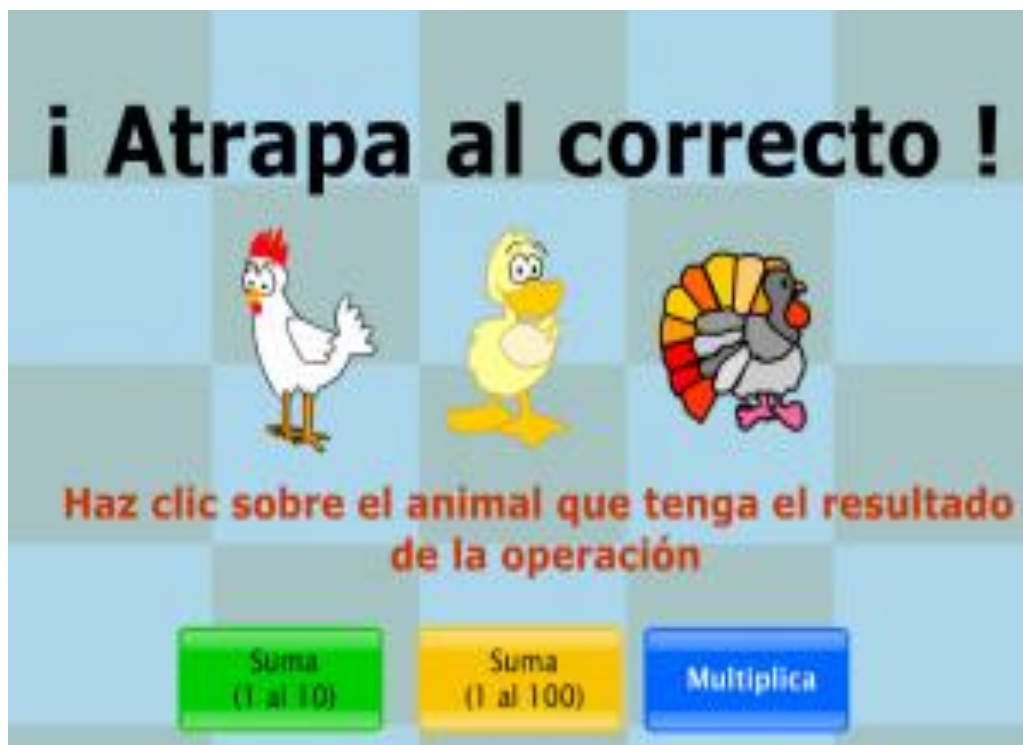 ¡ Atrapa al correcto !
Haz clic sobre el animal que tenga el resultado
de la operación
Suma
(1 al 10)
Suma
(1 al 100)
Multiplica